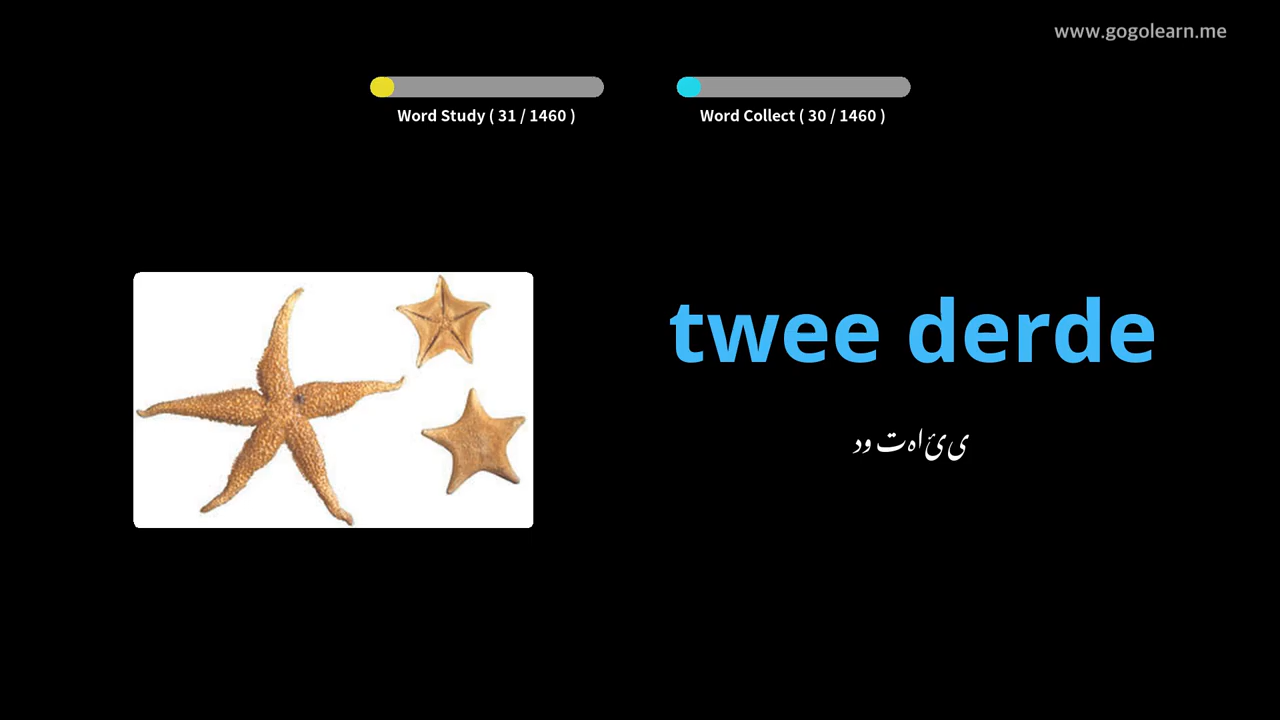 www.gogolearn.me
Word Study ( 31 / 1460 )
Word Collect ( 30 / 1460 )
twee derde
دو تہائی